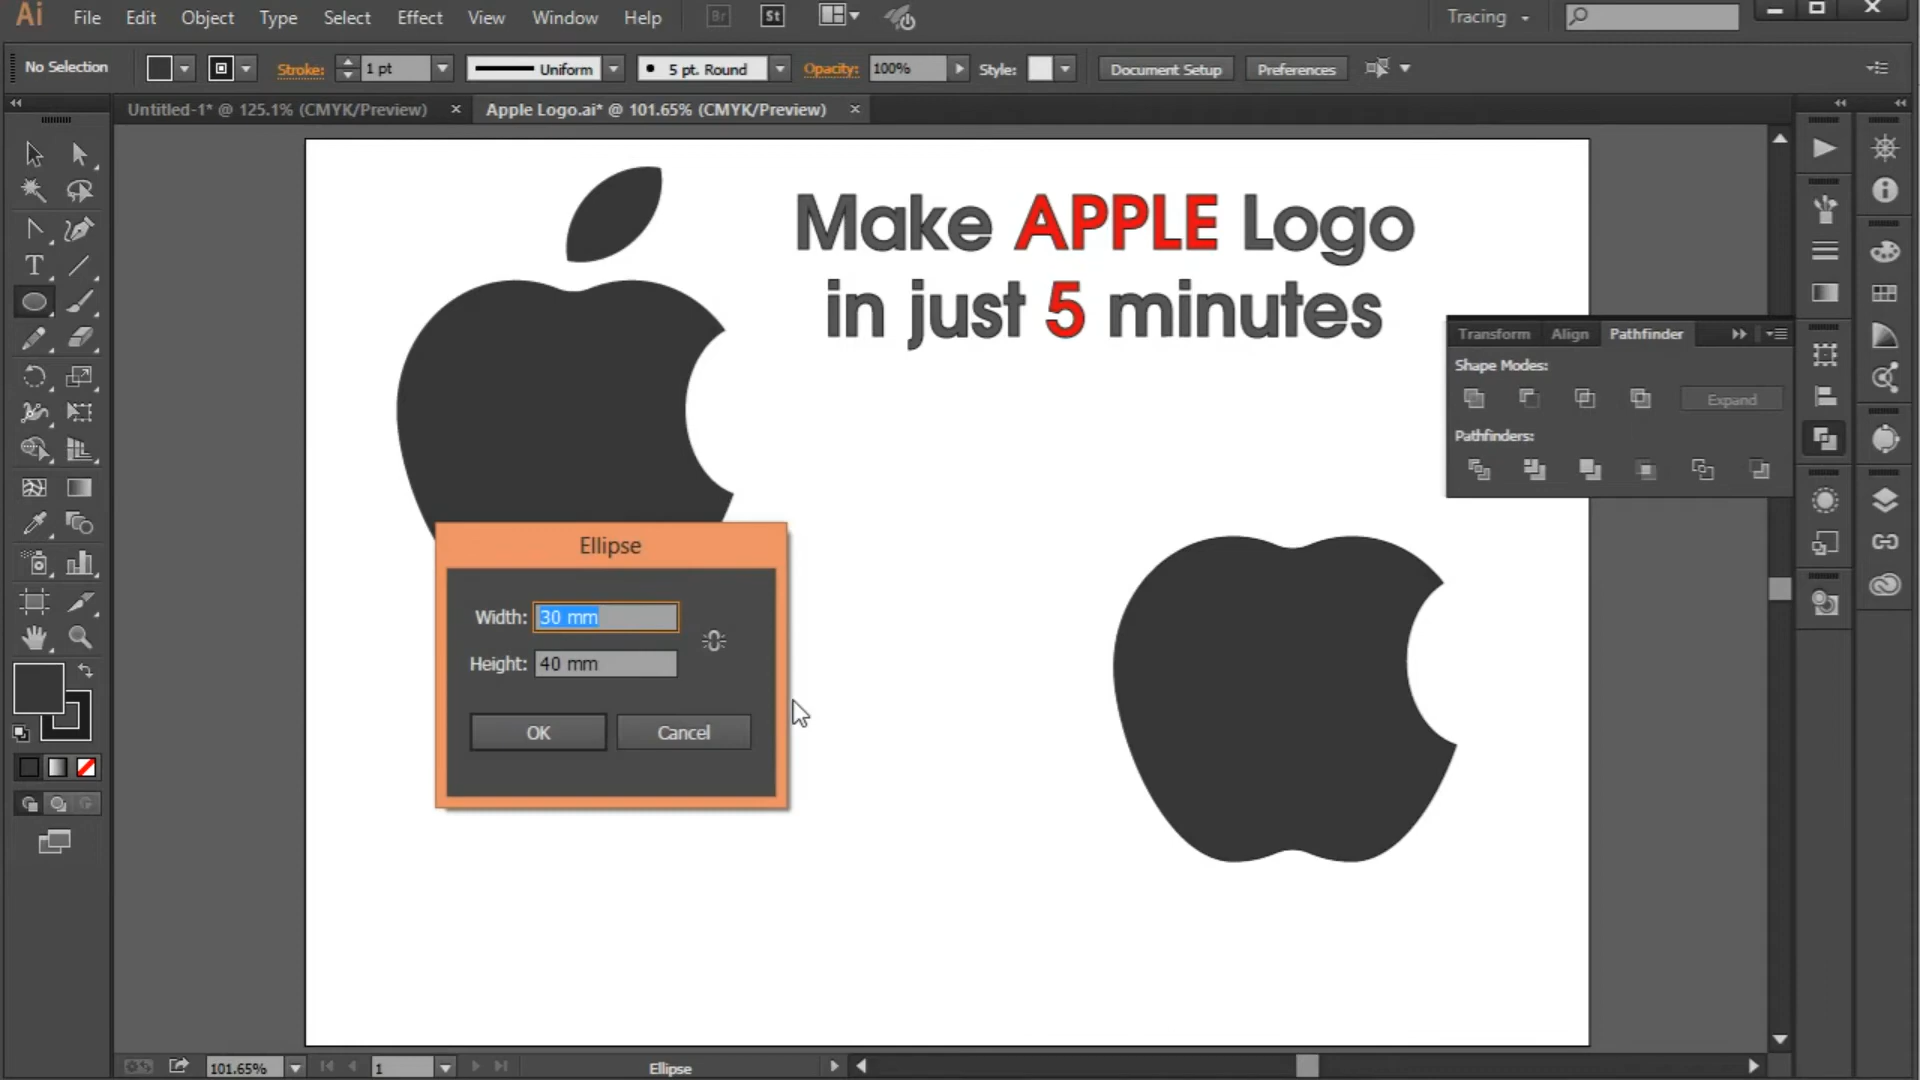 Ai File Edit Object Type Select Effect View Window Help Br St Tracing
No Selection Stroke: 1 pt Uniform 5 pt. Round Opacity: 100% Style: Document Setup Preferences
Untitled-1* @ 125.1% (CMYK/Preview) × Apple Logo.ai* @ 101.65% (CMYK/Preview) ×
Make APPLE Logo
in just 5 minutes
Transform Align Pathfinder
Shape Modes:
Expand
Pathfinders:
Ellipse
Width: 30 mm
Height: 40 mm
OK Cancel
101.65% 1 Ellipse